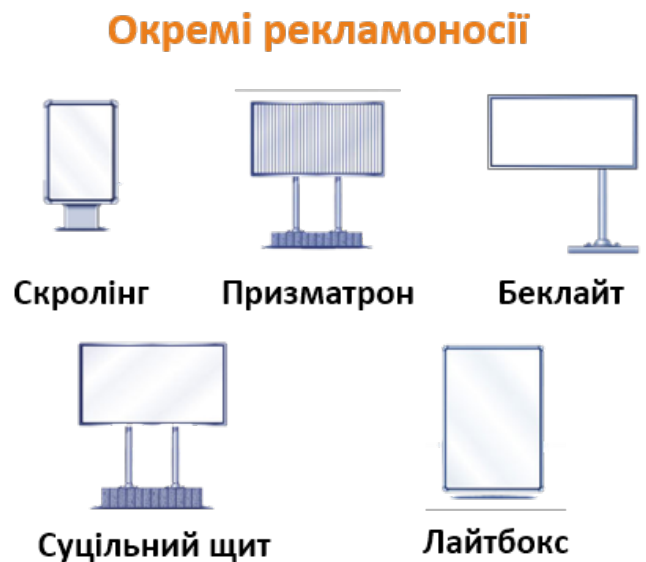 Окремі рекламоносії
Скролінг
Призматрон
Беклайт
Суцільний щит
Лайтбокс